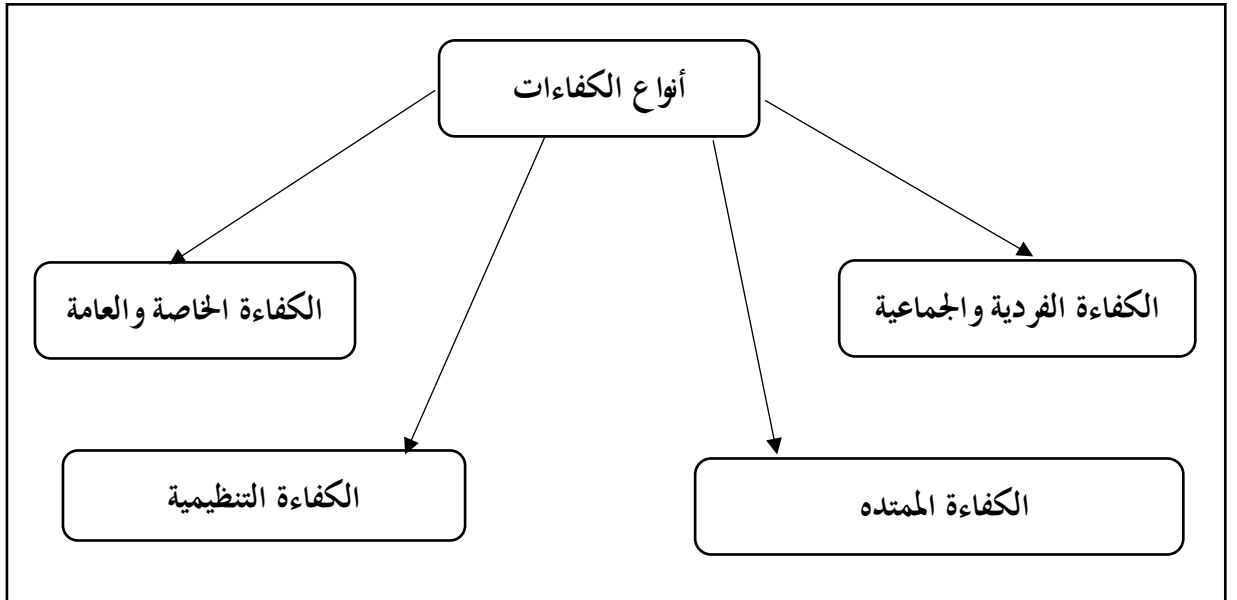 أنواع الكفاءات
الكفاءة الفردية والجماعية
الكفاءة الخاصة والعامة
الكفاءة الممتده
الكفاءة التنظيمية